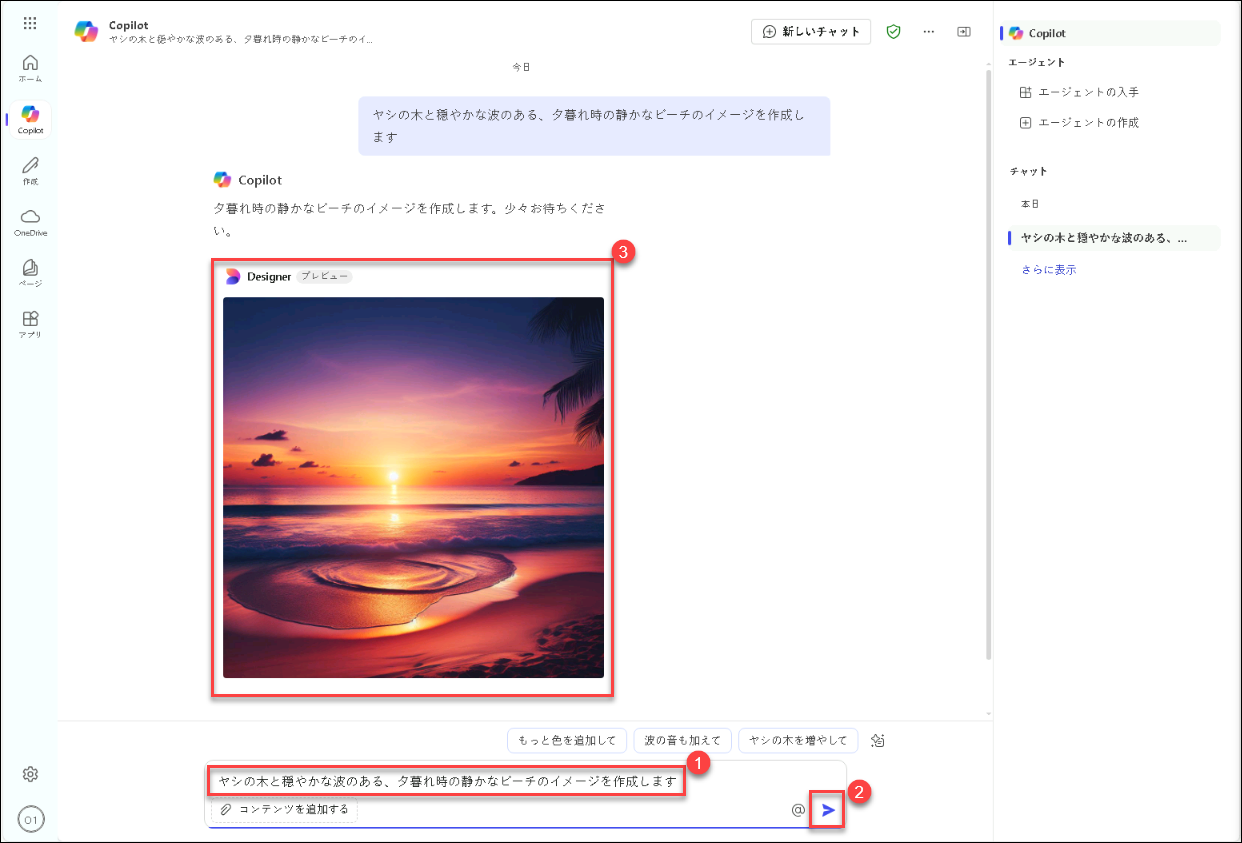 Copilot
ヤシの木と穏やかな波のある、夕暮れ時の静かなビーチのイ...
新しいチャット
ホーム
Copilot
作成
OneDrive
ページ
アプリ
01
今日
ヤシの木と穏やかな波のある、夕暮れ時の静かなビーチのイメージを作成し
ます
Copilot
夕暮れ時の静かなビーチのイメージを作成します。少々お待ちくださ
い。
3
Designer プレビュー
もっと色を追加して
波の音も加えて
ヤシの木を増やして
1
ヤシの木と穏やかな波のある、夕暮れ時の静かなビーチのイメージを作成します
2
コンテンツを追加する
@
Copilot
エージェント
エージェントの入手
エージェントの作成
チャット
本日
ヤシの木と穏やかな波のある、...
さらに表示